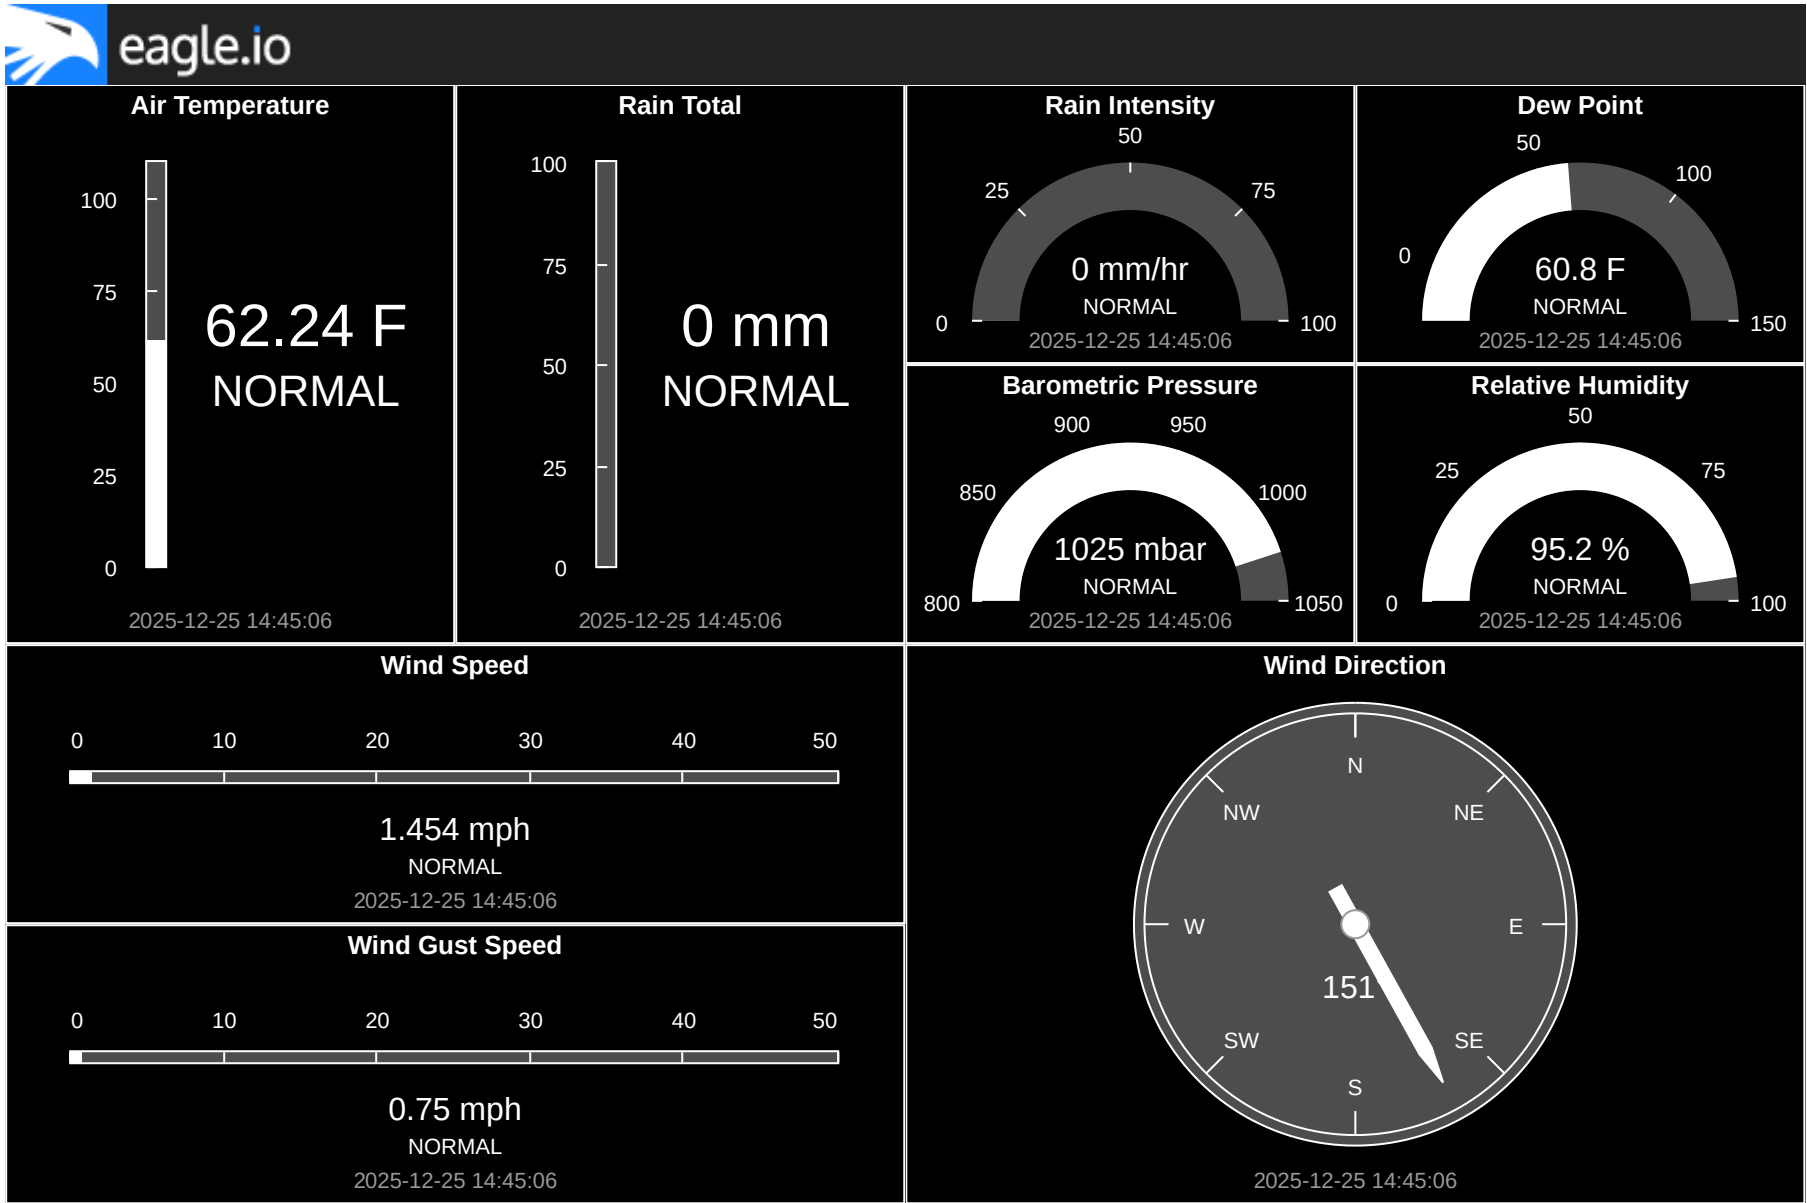 eagle.io
Air Temperature
100
75
50
25
0
62.24 F
NORMAL
2025-12-25 14:45:06
Rain Total
100
75
50
25
0
0 mm
NORMAL
2025-12-25 14:45:06
Rain Intensity
50
25
75
0
100
0 mm/hr
NORMAL
2025-12-25 14:45:06
Dew Point
50
100
0
150
60.8 F
NORMAL
2025-12-25 14:45:06
Barometric Pressure
900
950
850
1000
800
1050
1025 mbar
NORMAL
2025-12-25 14:45:06
Relative Humidity
50
25
75
0
100
95.2 %
NORMAL
2025-12-25 14:45:06
Wind Speed
0 10 20 30 40 50
1.454 mph
NORMAL
2025-12-25 14:45:06
Wind Gust Speed
0 10 20 30 40 50
0.75 mph
NORMAL
2025-12-25 14:45:06
Wind Direction
N
NW NE
W E
151
SW SE
S
2025-12-25 14:45:06